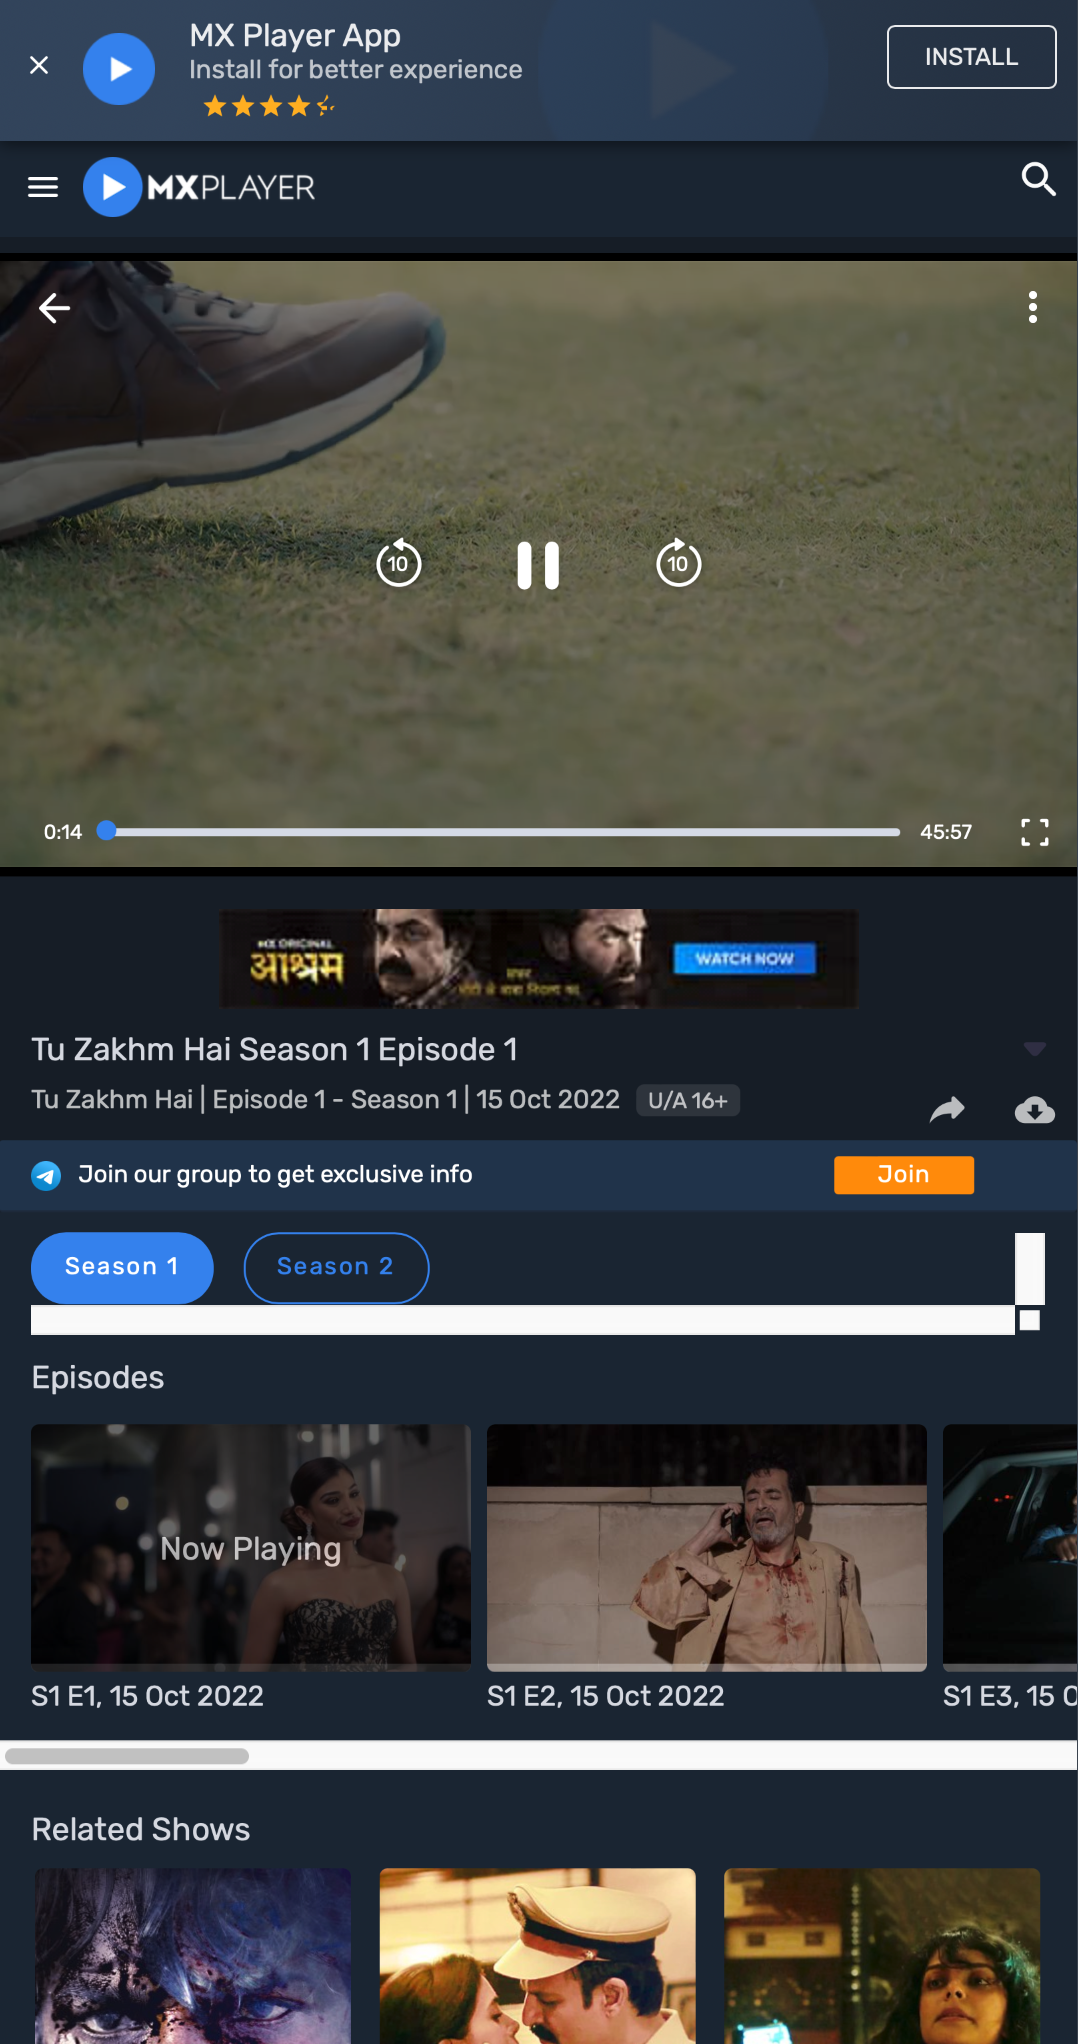 MX Player App
Install for better experience
INSTALL
MXPLAYER
10
10
0:14
45:57
MX ORIGINAL
आश्रम
WATCH NOW
Tu Zakhm Hai Season 1 Episode 1
Tu Zakhm Hai | Episode 1 - Season 1 | 15 Oct 2022 U/A 16+
Join our group to get exclusive info
Join
Season 1
Season 2
Episodes
Now Playing
S1 E1, 15 Oct 2022
S1 E2, 15 Oct 2022
S1 E3, 15 O
Related Shows